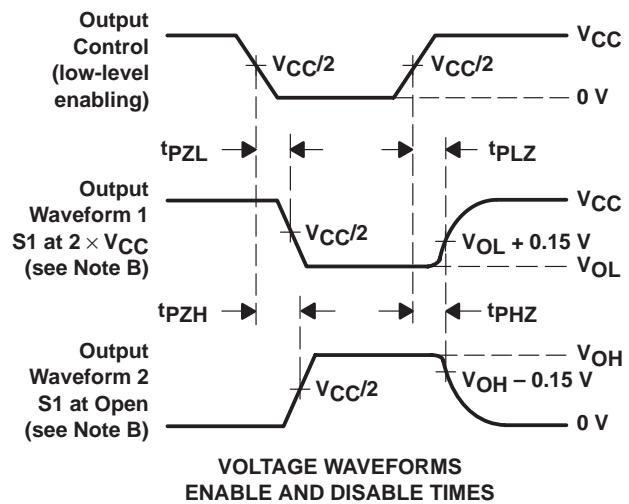 Output
Control
(low-level
enabling)
VCC
VCC/2
VCC/2
0 V
tPZL
tPLZ
Output
Waveform 1
S1 at 2 × VCC
(see Note B)
VCC
VCC/2
VOL + 0.15 V
VOL
tPZH
tPHZ
Output
Waveform 2
S1 at Open
(see Note B)
VOH
VCC/2
VOH – 0.15 V
0 V
VOLTAGE WAVEFORMS
ENABLE AND DISABLE TIMES